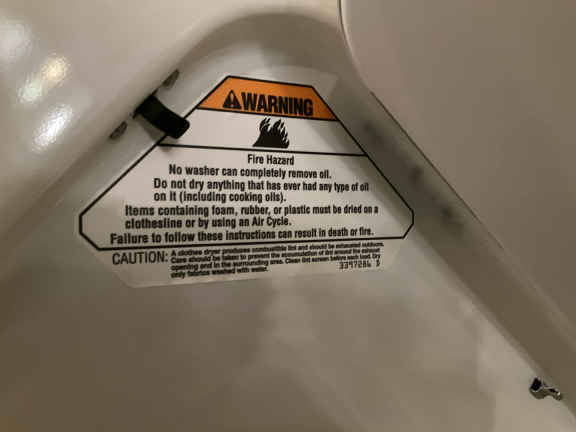 WARNING
Fire Hazard
No washer can completely remove oil.
Do not dry anything that has ever had any type of oil
on it (including cooking oils).
Items containing foam, rubber, or plastic must be dried on a
clothesline or by using an Air Cycle.
Failure to follow these instructions can result in death or fire.
CAUTION: A clothes dryer produces combustible lint and should be exhausted outdoors.
Care should be taken to prevent the accumulation of lint around the exhaust
opening and in the surrounding area. Clean lint screen before each load. Dry
only fabrics washed with water.
3397286